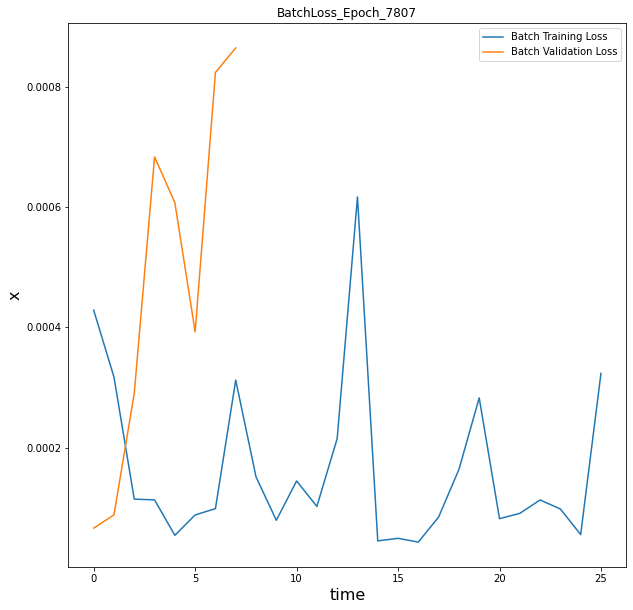 BatchLoss_Epoch_7807
Batch Training Loss
Batch Validation Loss
0.0008
0.0006
0.0004
0.0002
x
0 5 10 15 20 25
time